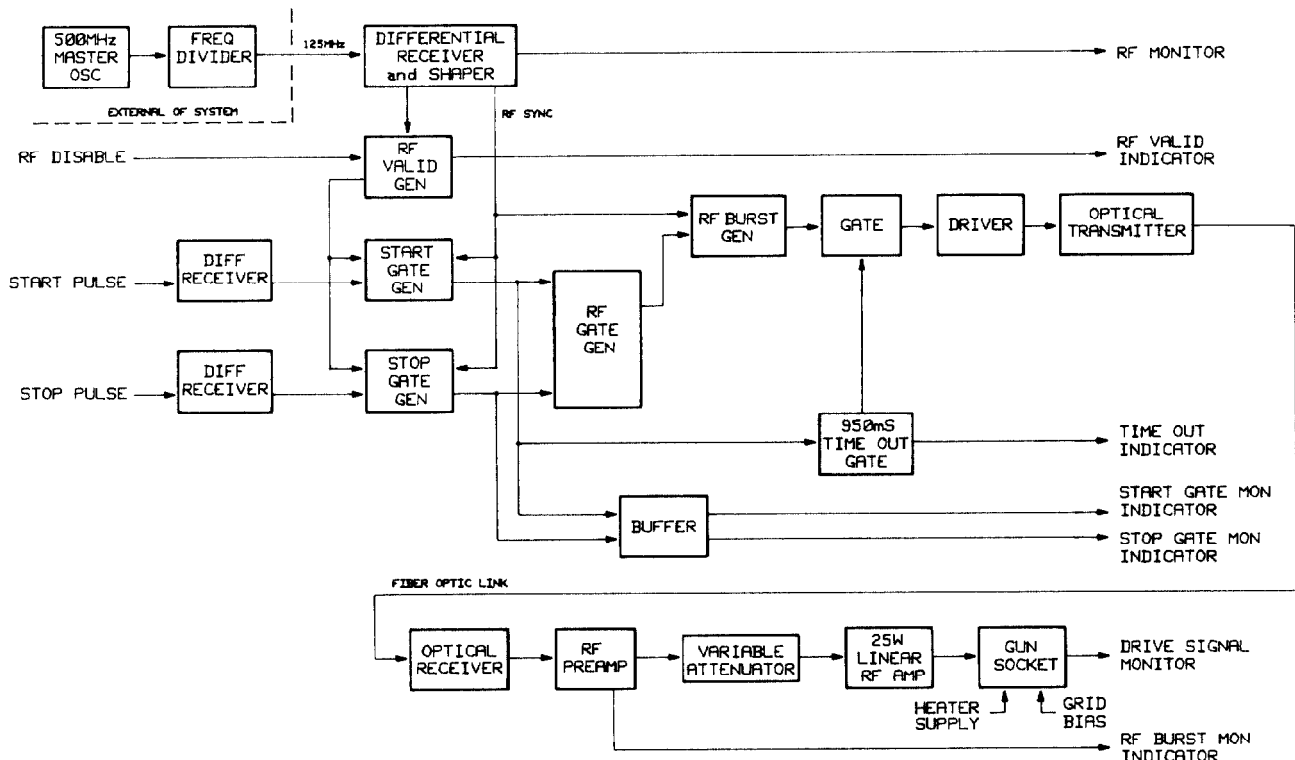 500MHz
MASTER
OSC
FREQ
DIVIDER
125MHz
DIFFERENTIAL
RECEIVER
and SHAPER
RF MONITOR
EXTERNAL OF SYSTEM
RF SYNC
RF DISABLE
RF
VALID
GEN
RF VALID
INDICATOR
RF BURST
GEN
GATE
DRIVER
OPTICAL
TRANSMITTER
START PULSE
DIFF
RECEIVER
START
GATE
GEN
RF
GATE
GEN
STOP PULSE
DIFF
RECEIVER
STOP
GATE
GEN
950mS
TIME OUT
GATE
TIME OUT
INDICATOR
BUFFER
START GATE MON
INDICATOR
STOP GATE MON
INDICATOR
FIBER OPTIC LINK
OPTICAL
RECEIVER
RF
PREAMP
VARIABLE
ATTENUATOR
25W
LINEAR
RF AMP
GUN
SOCKET
DRIVE SIGNAL
MONITOR
HEATER
SUPPLY
GRID
BIAS
RF BURST MON
INDICATOR